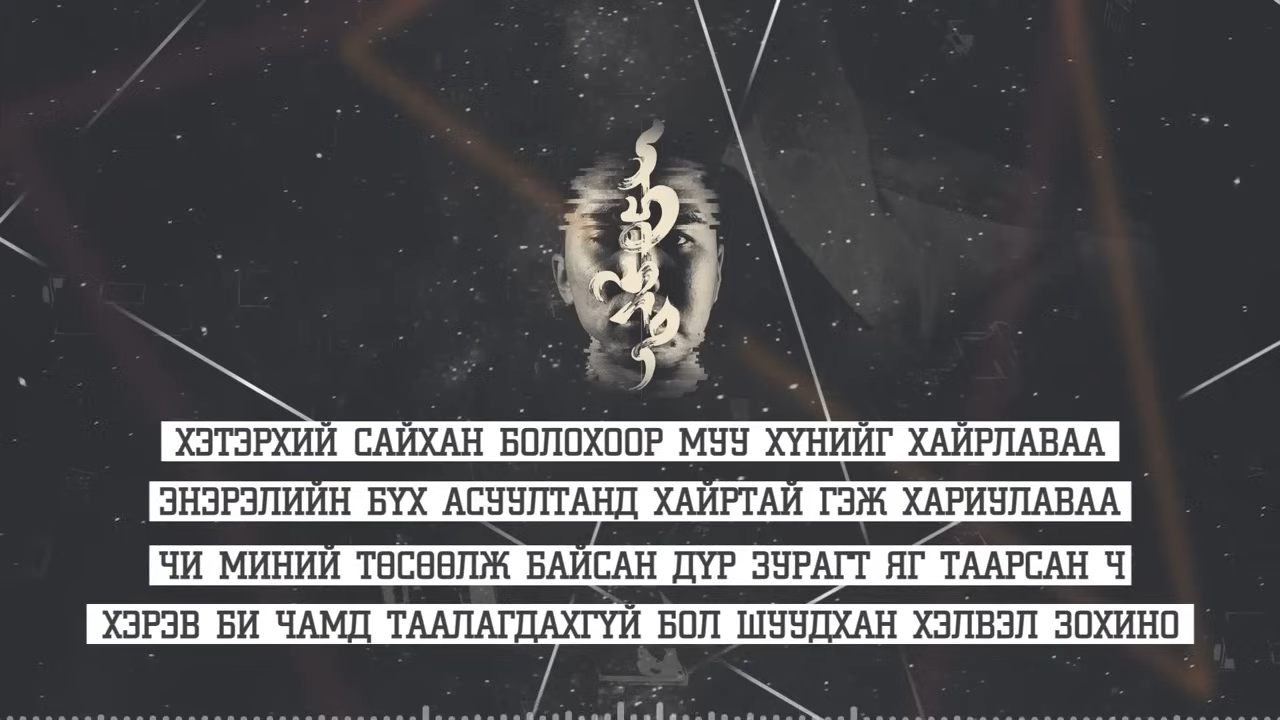 ХЭТЭРХИЙ САЙХАН БОЛОХООР МУУ ХҮНИЙГ ХАЙРЛАВАА
ЭНЭРЭЛИЙН БҮХ АСУУЛТАНД ХАЙРТАЙ ГЭЖ ХАРИУЛАВАА
ЧИ МИНИЙ ТӨСӨӨЛЖ БАЙСАН ДҮР ЗУРАГТ ЯГ ТААРСАН Ч
ХЭРЭВ БИ ЧАМД ТААЛАГДАХГҮЙ БОЛ ШУУДХАН ХЭЛВЭЛ ЗОХИНО